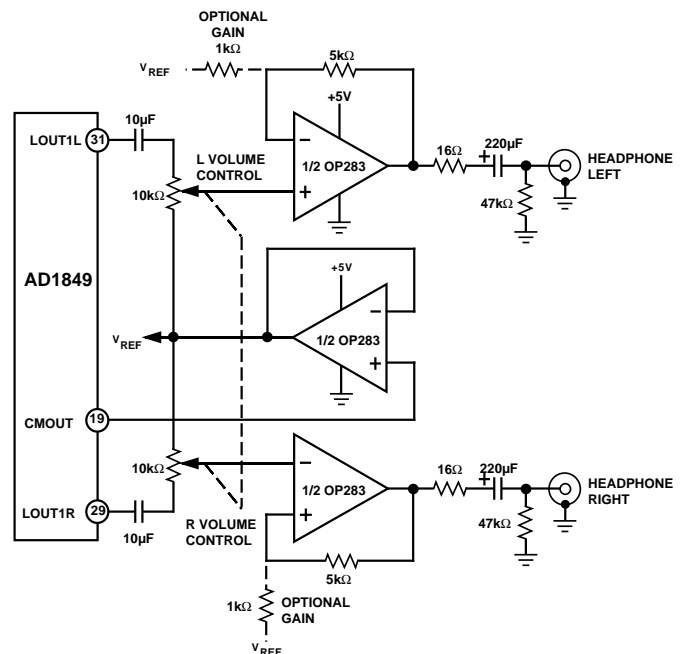 OPTIONAL
GAIN
1kΩ
VREF
5kΩ
+5V
10µF
LOUT1L
31
L VOLUME
CONTROL
10kΩ
−
1/2 OP283
+
16Ω
220µF
+
HEADPHONE
LEFT
47kΩ
AD1849
+5V
−
1/2 OP283
+
VREF
CMOUT
19
10kΩ
−
1/2 OP283
+
16Ω
220µF
+
HEADPHONE
RIGHT
47kΩ
LOUT1R
29
10µF
R VOLUME
CONTROL
5kΩ
1kΩ
OPTIONAL
GAIN
VREF